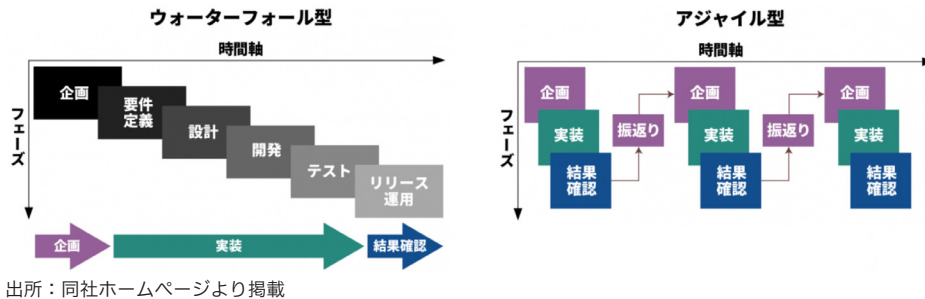 ウォーターフォール型
時間軸
フェーズ
企画
要件
定義
設計
開発
テスト
リリース
運用
企画
実装
結果確認
アジャイル型
時間軸
フェーズ
企画
実装
結果
確認
振返り
企画
実装
結果
確認
振返り
企画
実装
結果
確認
出所：同社ホームページより掲載